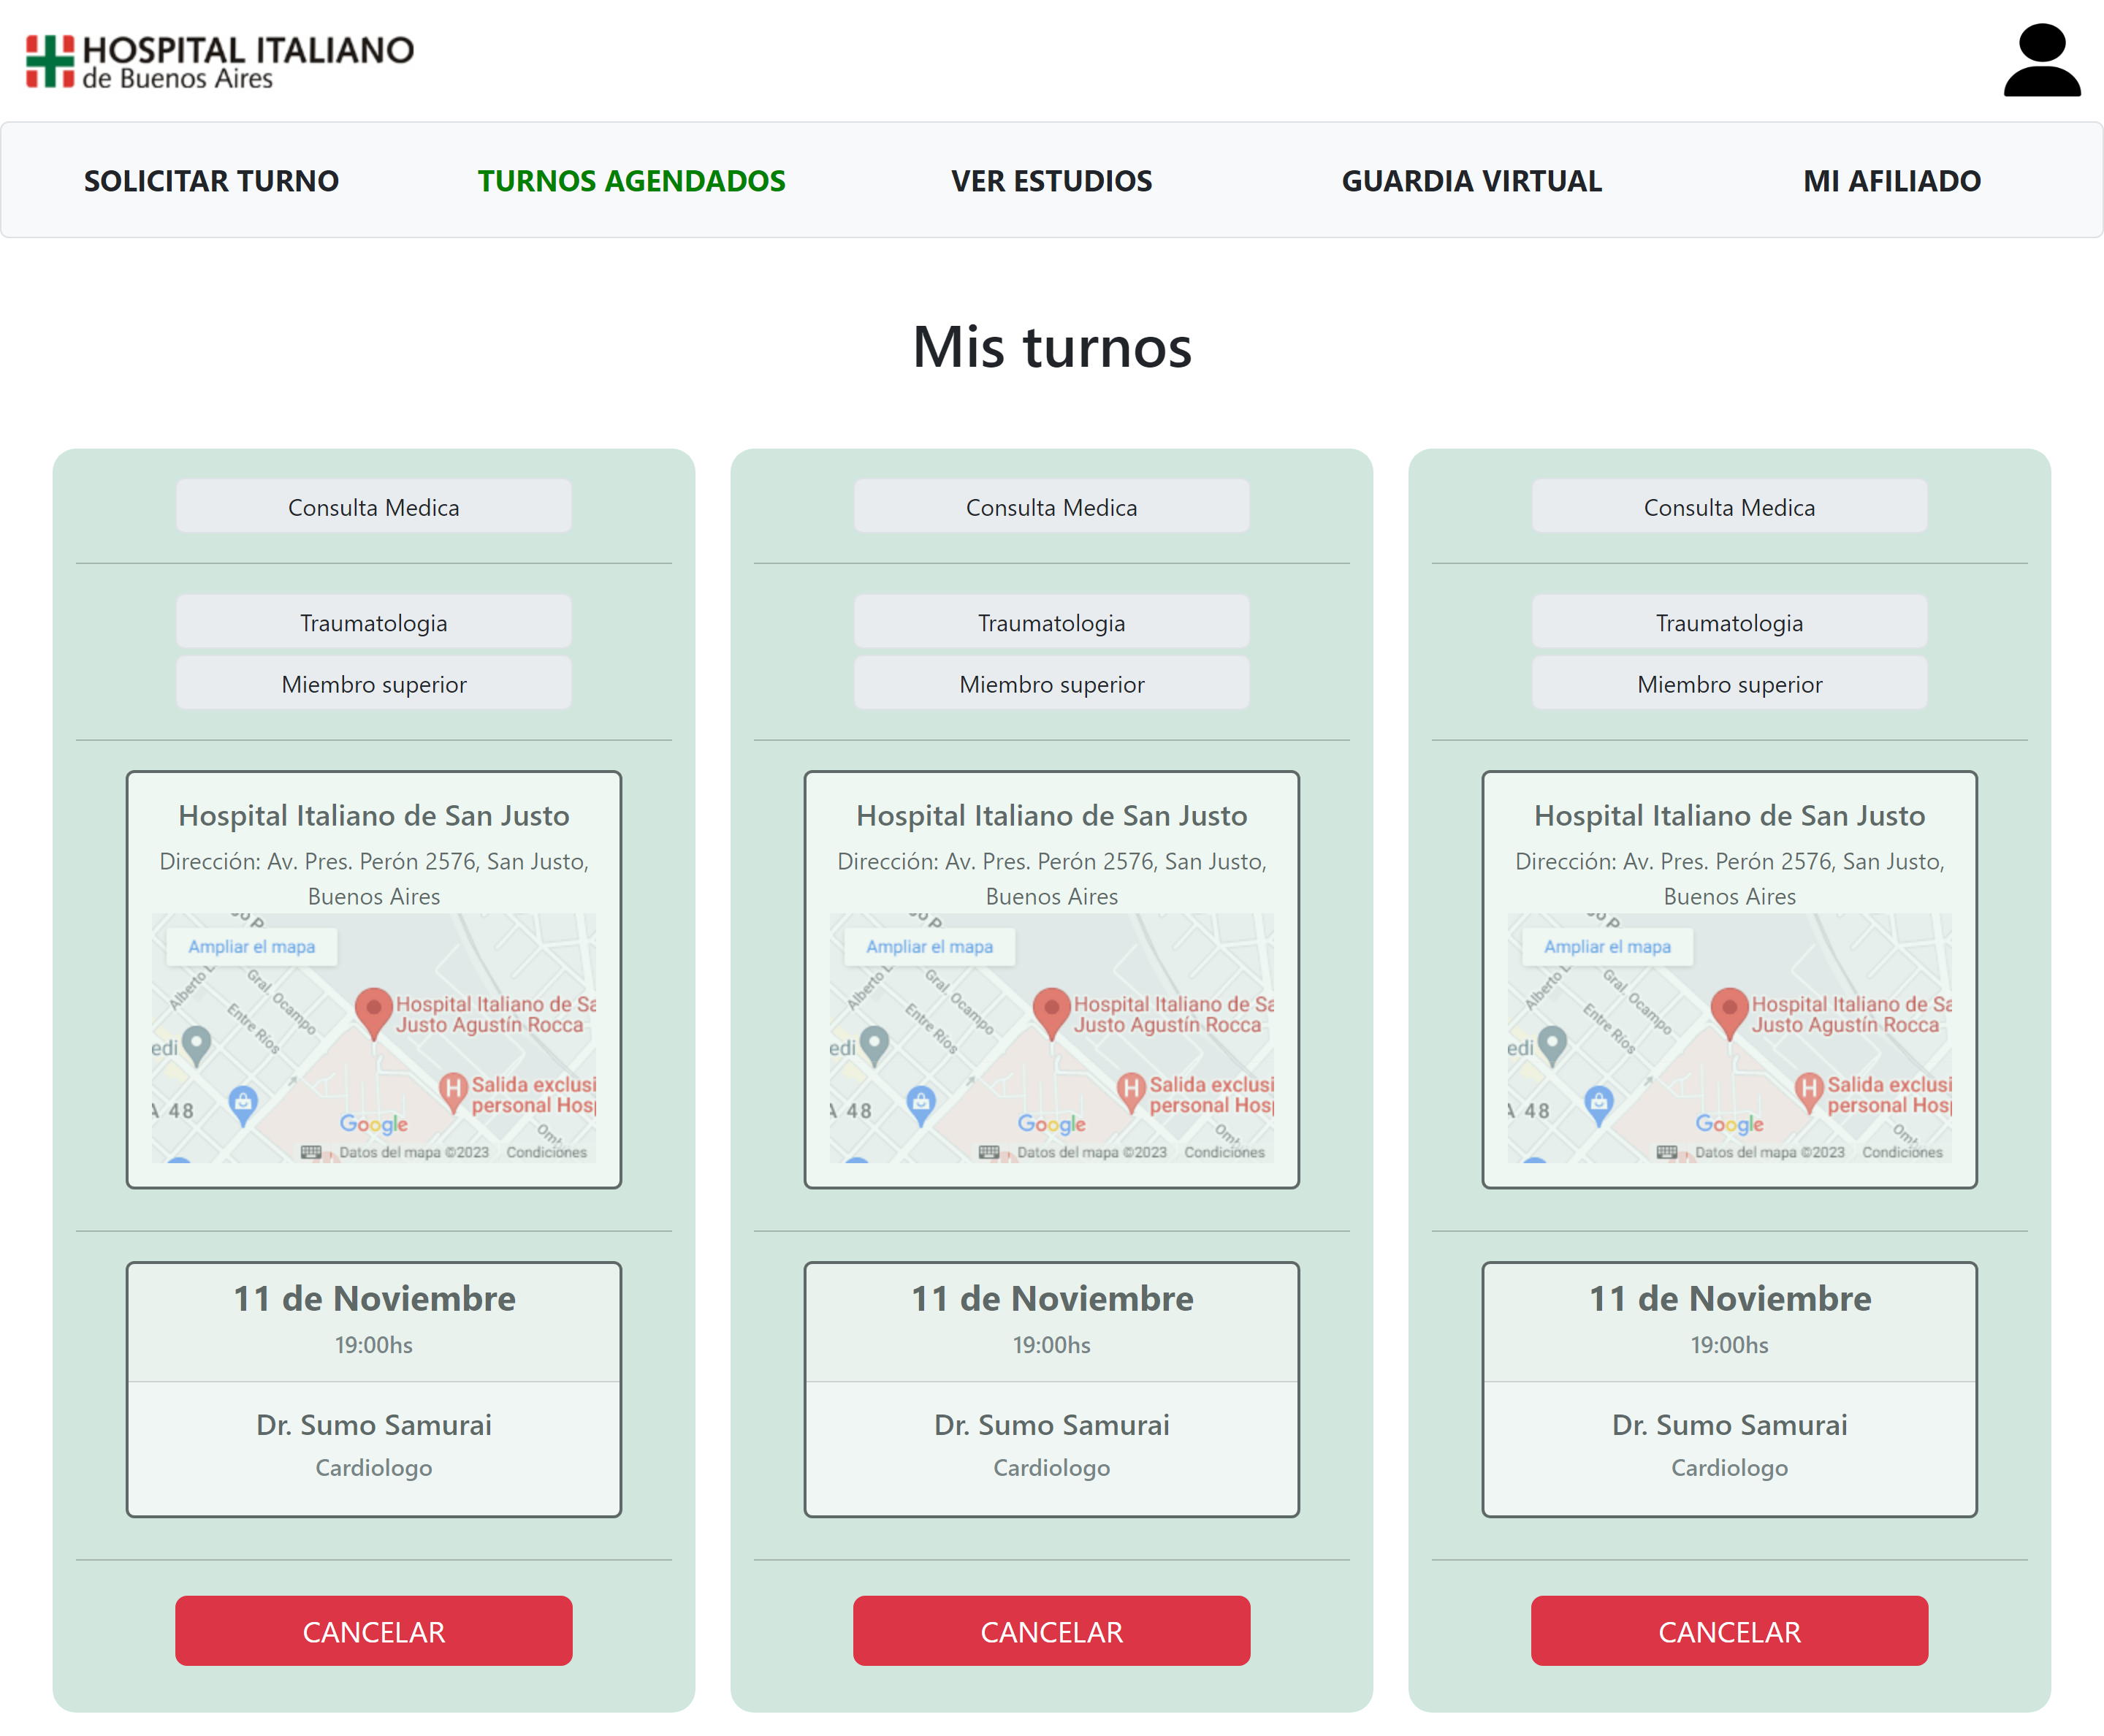 HOSPITAL ITALIANO
de Buenos Aires
SOLICITAR TURNO
TURNOS AGENDADOS
VER ESTUDIOS
GUARDIA VIRTUAL
MI AFILIADO
Mis turnos
Consulta Medica
Traumatologia
Miembro superior
Hospital Italiano de San Justo
Dirección: Av. Pres. Perón 2576, San Justo,
Buenos Aires
Ampliar el mapa
Alberto L
Gral. Ocampo
Entre Ríos
Hospital Italiano de Sa
Justo Agustín Rocca
edi
Salida exclusi
personal Hosp
A 48
Google
Datos del mapa ©2023
Condiciones
11 de Noviembre
19:00hs
Dr. Sumo Samurai
Cardiologo
CANCELAR
Consulta Medica
Traumatologia
Miembro superior
Hospital Italiano de San Justo
Dirección: Av. Pres. Perón 2576, San Justo,
Buenos Aires
Ampliar el mapa
Alberto L
Gral. Ocampo
Entre Ríos
Hospital Italiano de Sa
Justo Agustín Rocca
edi
Salida exclusi
personal Hosp
A 48
Google
Datos del mapa ©2023
Condiciones
11 de Noviembre
19:00hs
Dr. Sumo Samurai
Cardiologo
CANCELAR
Consulta Medica
Traumatologia
Miembro superior
Hospital Italiano de San Justo
Dirección: Av. Pres. Perón 2576, San Justo,
Buenos Aires
Ampliar el mapa
Alberto L
Gral. Ocampo
Entre Ríos
Hospital Italiano de Sa
Justo Agustín Rocca
edi
Salida exclusi
personal Hosp
A 48
Google
Datos del mapa ©2023
Condiciones
11 de Noviembre
19:00hs
Dr. Sumo Samurai
Cardiologo
CANCELAR